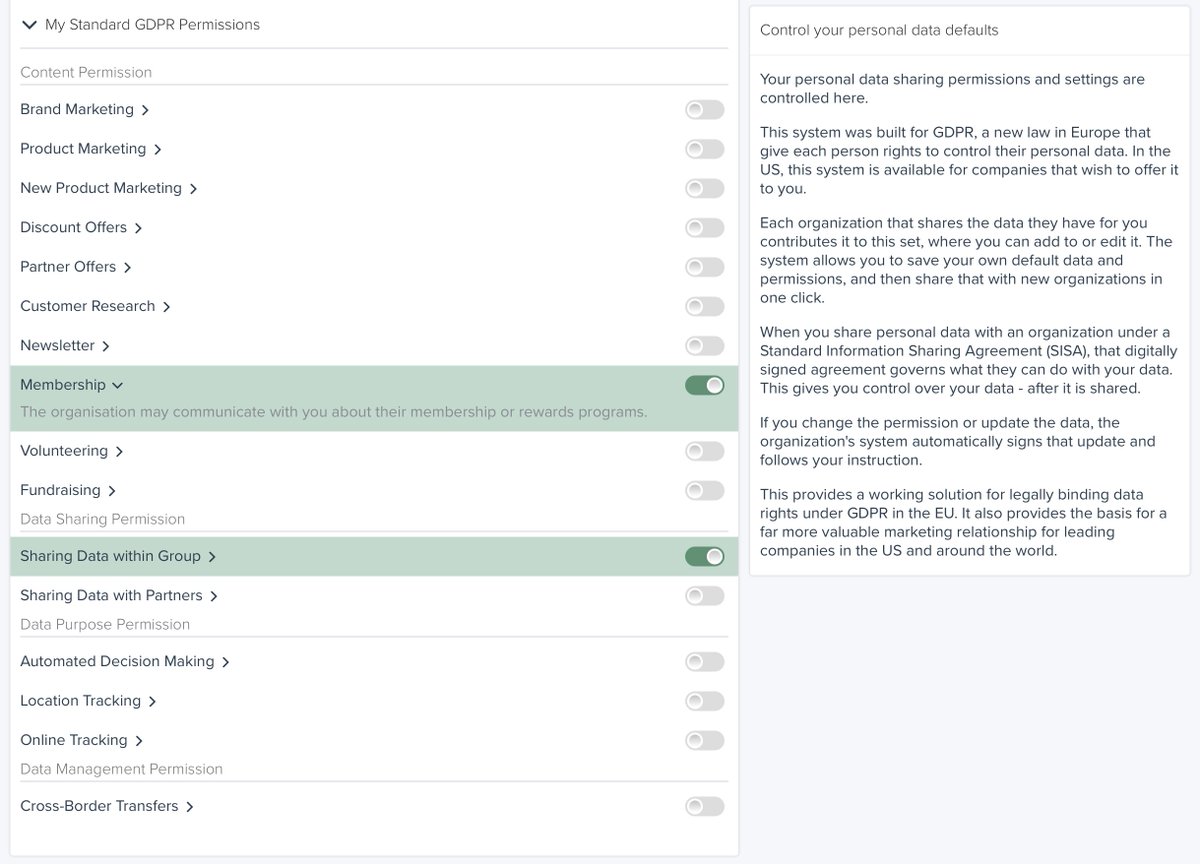 My Standard GDPR Permissions
Content Permission
Brand Marketing
Product Marketing
New Product Marketing
Discount Offers
Partner Offers
Customer Research
Newsletter
Membership
The organisation may communicate with you about their membership or rewards programs.
Volunteering
Fundraising
Data Sharing Permission
Sharing Data within Group
Sharing Data with Partners
Data Purpose Permission
Automated Decision Making
Location Tracking
Online Tracking
Data Management Permission
Cross-Border Transfers
Control your personal data defaults
Your personal data sharing permissions and settings are
controlled here.
This system was built for GDPR, a new law in Europe that
give each person rights to control their personal data. In the
US, this system is available for companies that wish to offer it
to you.
Each organization that shares the data they have for you
contributes it to this set, where you can add to or edit it. The
system allows you to save your own default data and
permissions, and then share that with new organizations in
one click.
When you share personal data with an organization under a
Standard Information Sharing Agreement (SISA), that digitally
signed agreement governs what they can do with your data.
This gives you control over your data - after it is shared.
If you change the permission or update the data, the
organization's system automatically signs that update and
follows your instruction.
This provides a working solution for legally binding data
rights under GDPR in the EU. It also provides the basis for a
far more valuable marketing relationship for leading
companies in the US and around the world.